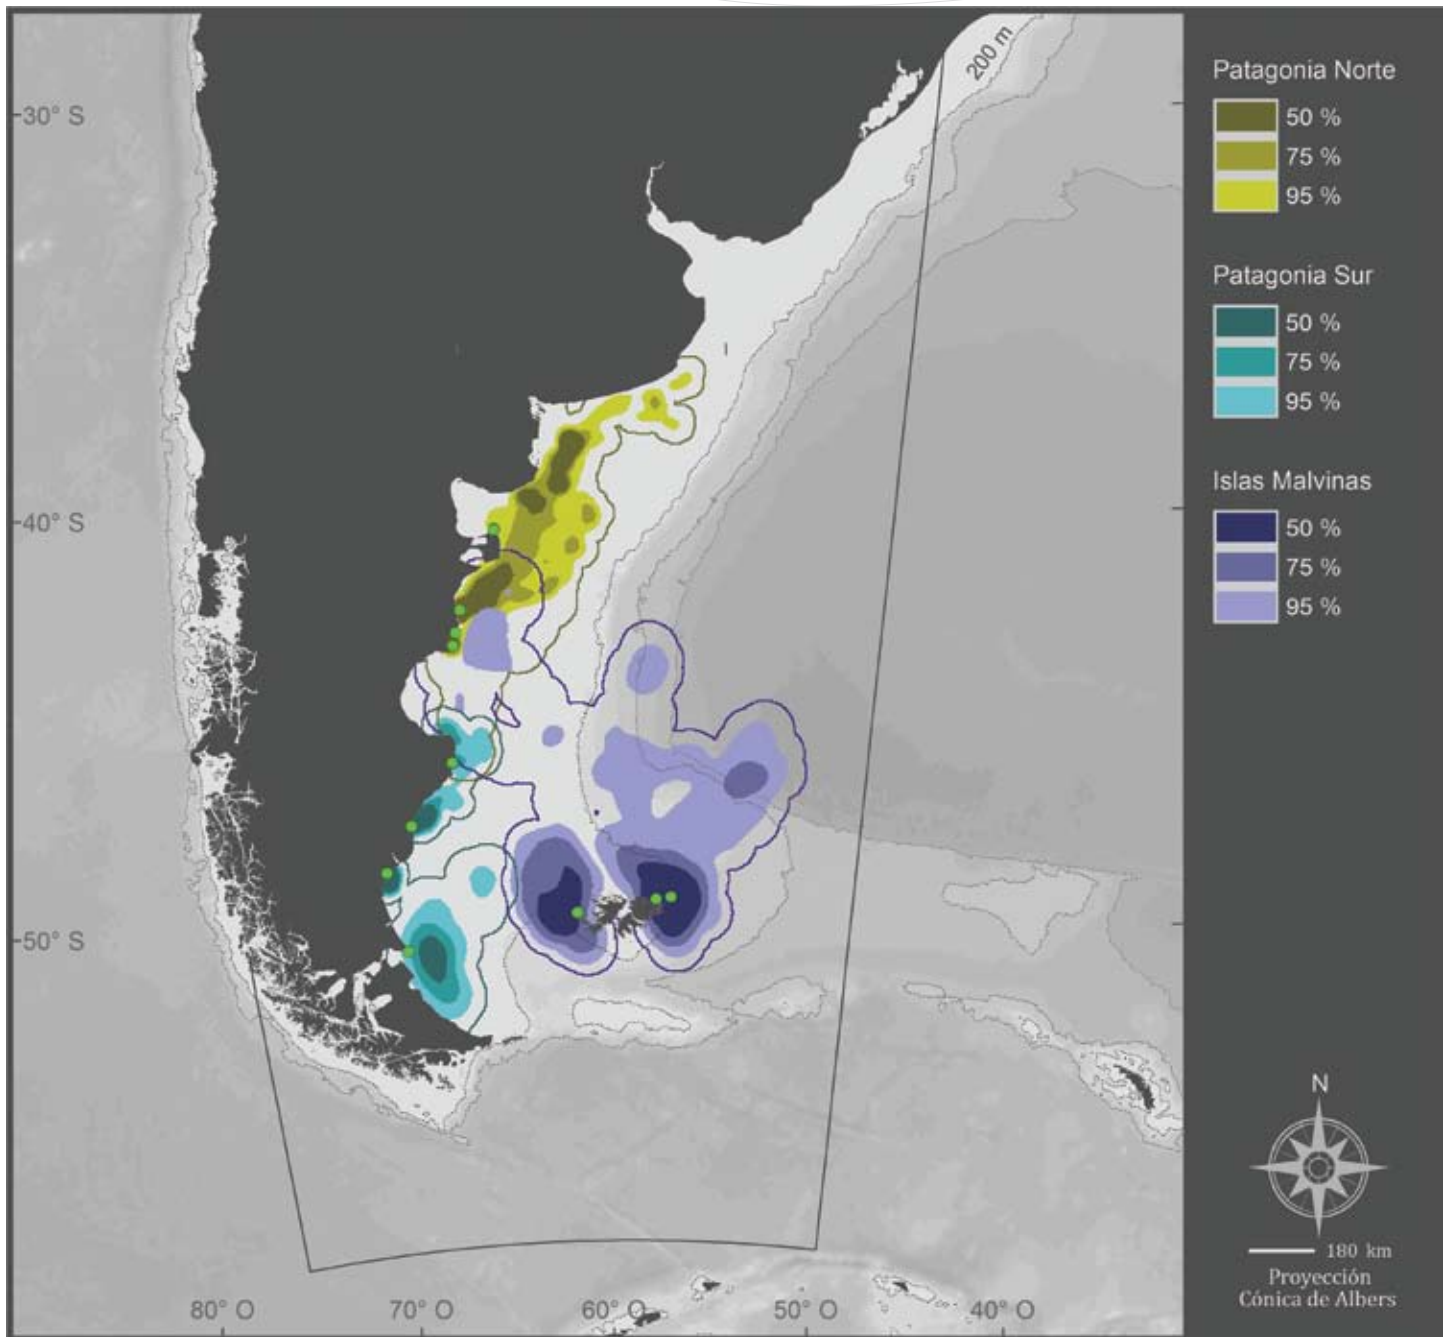 200 m
30° S
40° S
50° S
80° O
70° O
60° O
50° O
40° O
Patagonia Norte
50 %
75 %
95 %
Patagonia Sur
50 %
75 %
95 %
Islas Malvinas
50 %
75 %
95 %
N
180 km
Proyección
Cónica de Albers